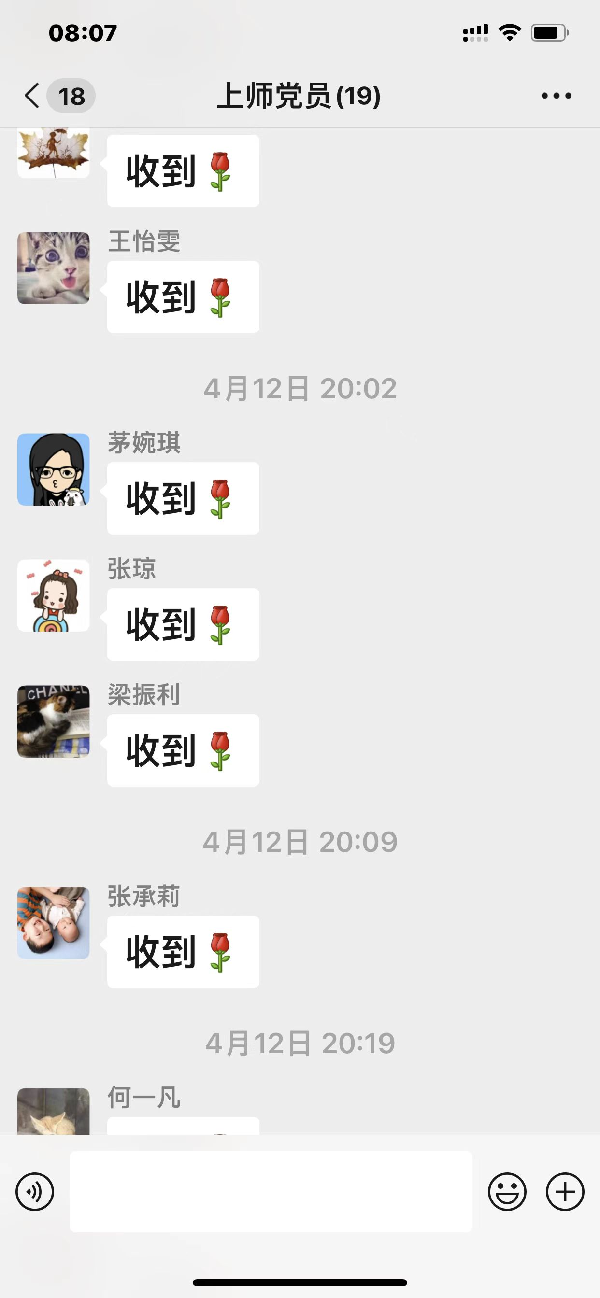 08:07
18
上师党员(19)
收到🌹
王怡雯
收到🌹
4月12日 20:02
茅婉琪
收到🌹
张琼
收到🌹
CHANEL
梁振利
收到🌹
4月12日 20:09
张承莉
收到🌹
4月12日 20:19
何一凡